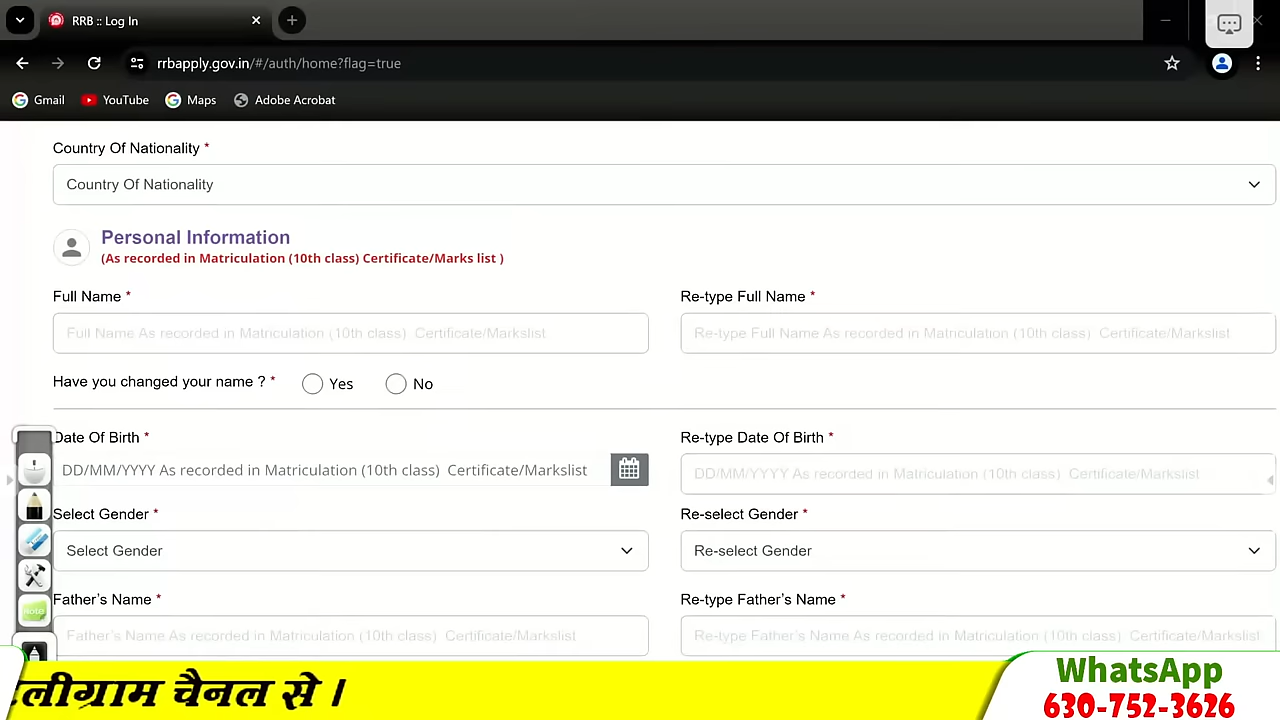 RRB :: Log In
rrbapply.gov.in/#/auth/home?flag=true
Gmail YouTube Maps Adobe Acrobat
Country Of Nationality *
Country Of Nationality
Personal Information
(As recorded in Matriculation (10th class) Certificate/Marks list )
Full Name * Re-type Full Name *
Full Name As recorded in Matriculation (10th class) Certificate/Markslist Re-type Full Name As recorded in Matriculation (10th class) Certificate/Markslist
Have you changed your name ? * Yes No
Date Of Birth * Re-type Date Of Birth *
DD/MM/YYYY As recorded in Matriculation (10th class) Certificate/Markslist DD/MM/YYYY As recorded in Matriculation (10th class) Certificate/Markslist
Select Gender * Re-select Gender *
Select Gender Re-select Gender
NOTE
Father's Name * Re-type Father's Name *
Father's Name As recorded in Matriculation (10th class) Certificate/Markslist Re-type Father's Name As recorded in Matriculation (10th class) Certificate/Markslist
चैनल से ।
WhatsApp
630-752-3626